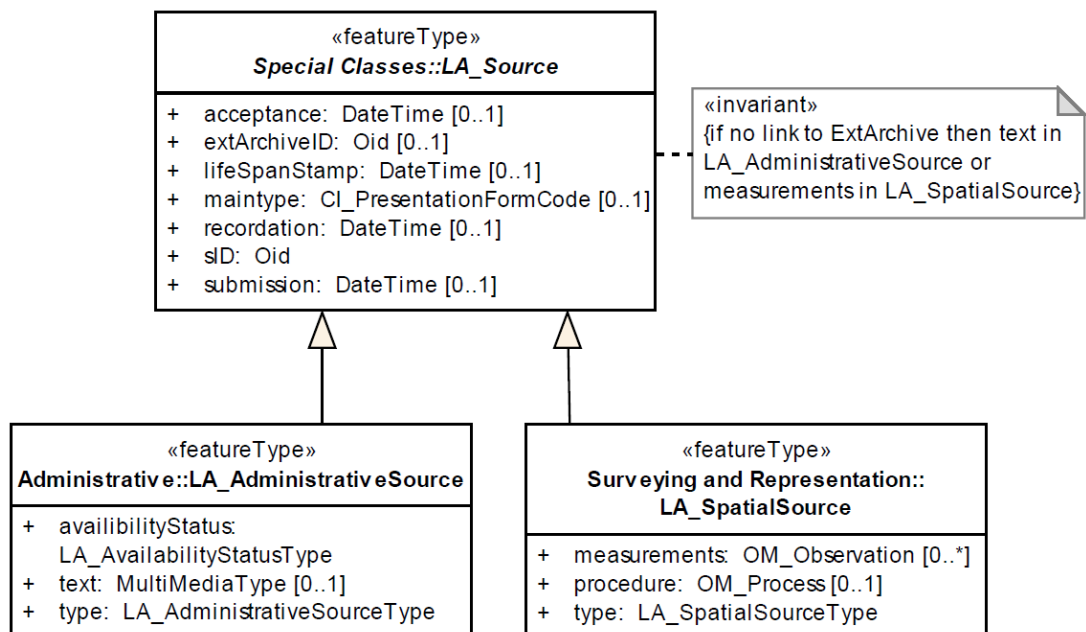 «featureType»
Special Classes::LA_Source
+ acceptance: DateTime [0..1]
+ extArchiveID: Oid [0..1]
+ lifeSpanStamp: DateTime [0..1]
+ maintype: CI_PresentationFormCode [0..1]
+ recordation: DateTime [0..1]
+ sID: Oid
+ submission: DateTime [0..1]
«invariant»
{if no link to ExtArchive then text in
LA_AdministrativeSource or
measurements in LA_SpatialSource}
«featureType»
Administrative::LA_AdministrativeSource
+ availibilityStatus:
LA_AvailabilityStatusType
+ text: MultiMediaType [0..1]
+ type: LA_AdministrativeSourceType
«featureType»
Surveying and Representation::
LA_SpatialSource
+ measurements: OM_Observation [0..*]
+ procedure: OM_Process [0..1]
+ type: LA_SpatialSourceType